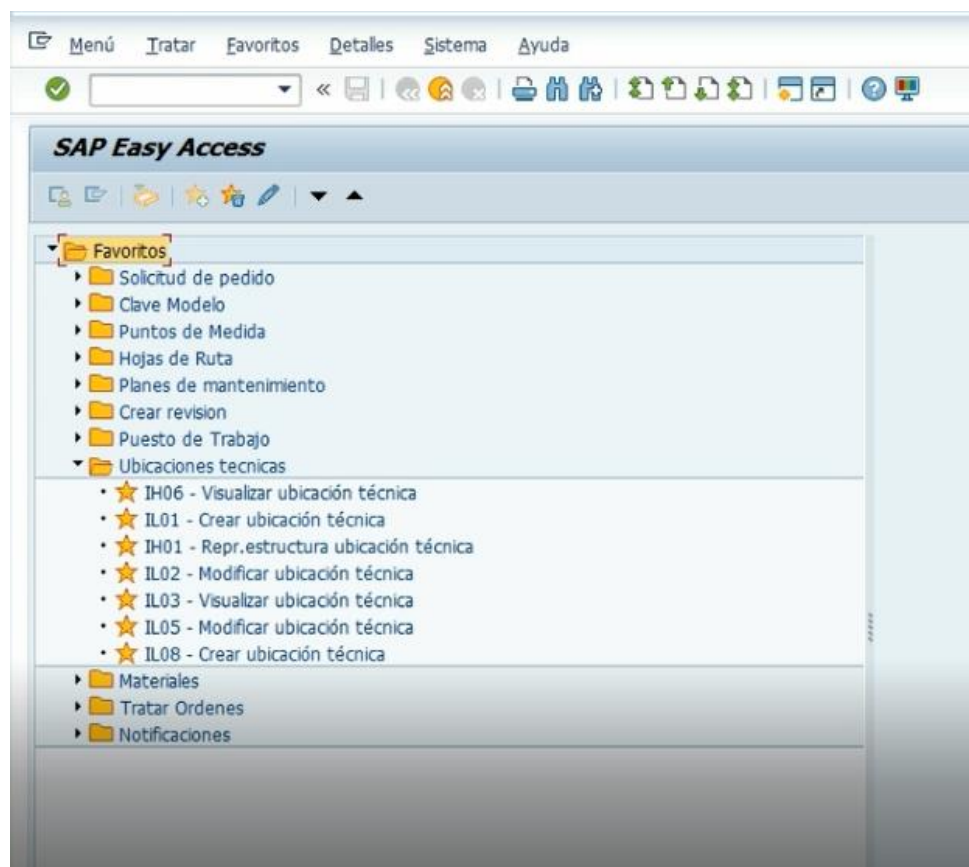 Menú Tratar Favoritos Detalles Sistema Ayuda
SAP Easy Access
Favoritos
Solicitud de pedido
Clave Modelo
Puntos de Medida
Hojas de Ruta
Planes de mantenimiento
Crear revision
Puesto de Trabajo
Ubicaciones tecnicas
IH06 - Visualizar ubicación técnica
IL01 - Crear ubicación técnica
IH01 - Repr.estructura ubicación técnica
IL02 - Modificar ubicación técnica
IL03 - Visualizar ubicación técnica
IL05 - Modificar ubicación técnica
IL08 - Crear ubicación técnica
Materiales
Tratar Ordenes
Notificaciones